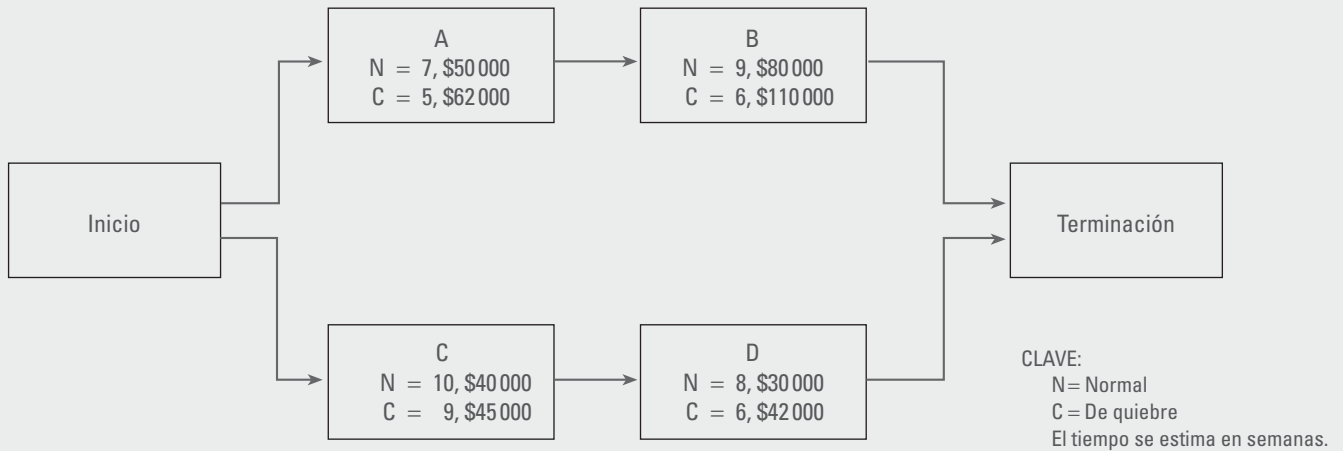 A
N = 7, $50 000
C = 5, $62 000
B
N = 9, $80 000
C = 6, $110 000
Inicio
Terminación
C
N = 10, $40 000
C = 9, $45 000
D
N = 8, $30 000
C = 6, $42 000
CLAVE:
N = Normal
C = De quiebre
El tiempo se estima en semanas.